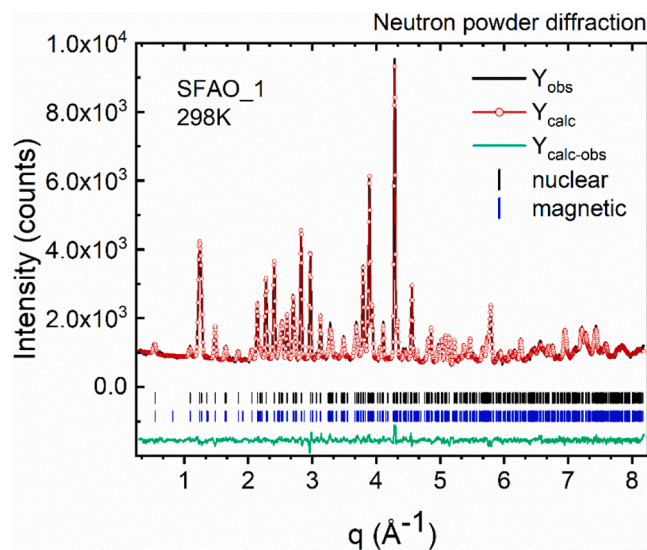 Neutron powder diffraction
SFAO_1
298K
Y_obs
Y_calc
Y_calc-obs
nuclear
magnetic
Intensity (counts)
1.0x10^4
8.0x10^3
6.0x10^3
4.0x10^3
2.0x10^3
0.0
1 2 3 4 5 6 7 8
q (Å^-1)